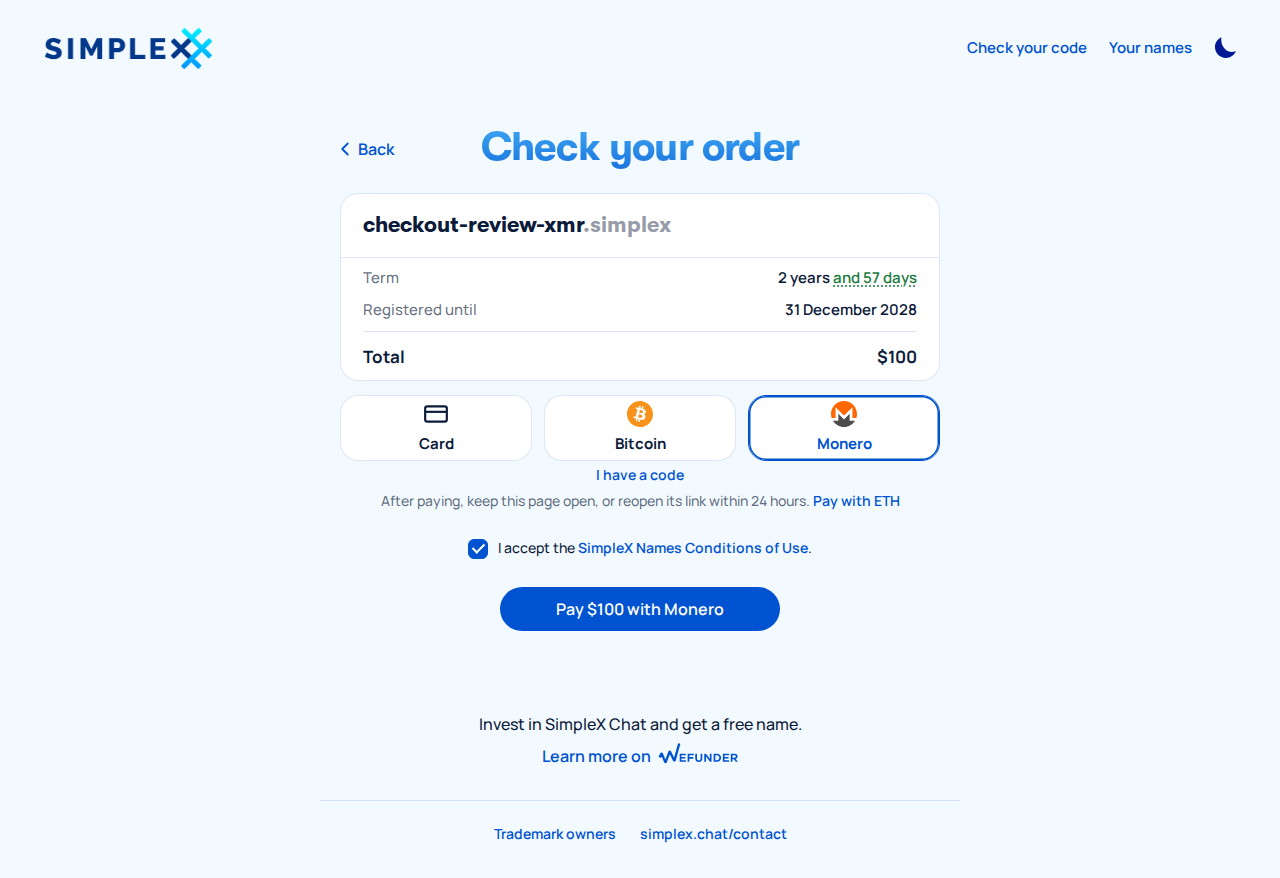 SIMPLEX
Check your code
Your names
Back
Check your order
checkout-review-xmr.simplex
Term
2 years and 57 days
Registered until
31 December 2028
Total
$100
Card
Bitcoin
Monero
I have a code
After paying, keep this page open, or reopen its link within 24 hours. Pay with ETH
I accept the SimpleX Names Conditions of Use.
Pay $100 with Monero
Invest in SimpleX Chat and get a free name.
Learn more on WEFUNDER
Trademark owners
simplex.chat/contact